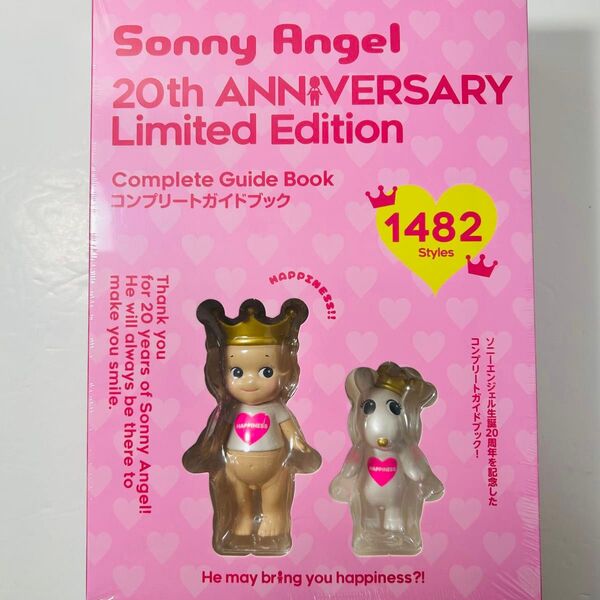 Sonny Angel
20th ANNIVERSARY
Limited Edition
Complete Guide Book
コンプリートガイドブック
1482
Styles
HAPPINESS!!
Thank you
for 20 years of Sonny Angel!
He will always be there to
make you smile.
HAPPINESS
HAPPINESS
ソニーエンジェル生誕20周年を記念した
コンプリートガイドブック！
He may bring you happiness?!